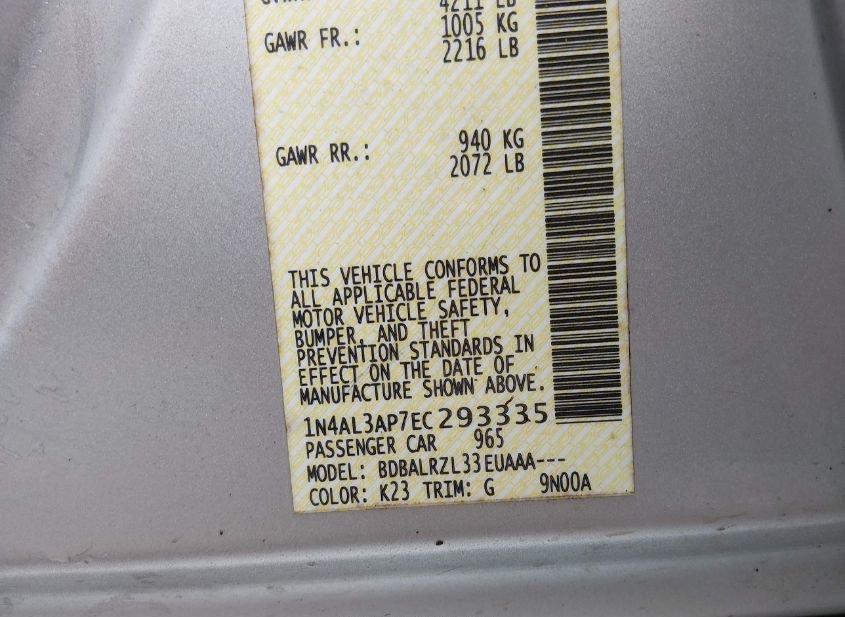 4211 LB
GAWR FR.: 1005 KG
2216 LB
GAWR RR.: 940 KG
2072 LB
THIS VEHICLE CONFORMS TO
ALL APPLICABLE FEDERAL
MOTOR VEHICLE SAFETY,
BUMPER, AND THEFT
PREVENTION STANDARDS IN
EFFECT ON THE DATE OF
MANUFACTURE SHOWN ABOVE.
1N4AL3AP7EC293335
PASSENGER CAR 965
MODEL: BDBALRZL33EUAAA---
COLOR: K23 TRIM: G 9N00A